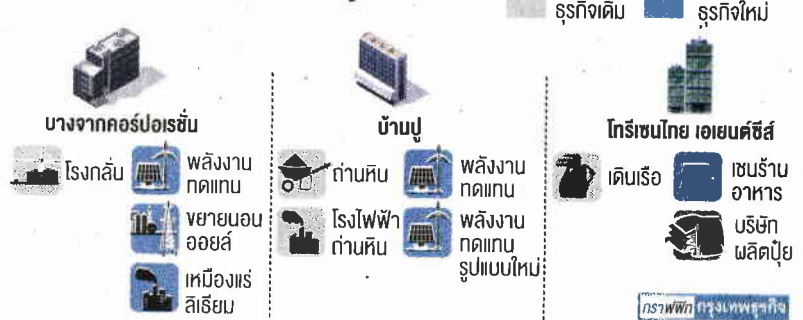 ธุรกิจเดิม
ธุรกิจใหม่
บางจากคอร์ปอเรชั่น
โรงกลั่น
พลังงาน
ทดแทน
ขยายนอน
ออยล์
เหมืองแร่
ลิเธียม
บ้านปู
ถ่านหิน
พลังงาน
ทดแทน
โรงไฟฟ้า
ถ่านหิน
พลังงาน
ทดแทน
รูปแบบใหม่
โทรีเซนไทย เอเยนต์ซีส์
เดินเรือ
เชนร้าน
อาหาร
บริษัท
ผลิตปุ๋ย
กราฟฟิก กรุงเทพธุรกิจ